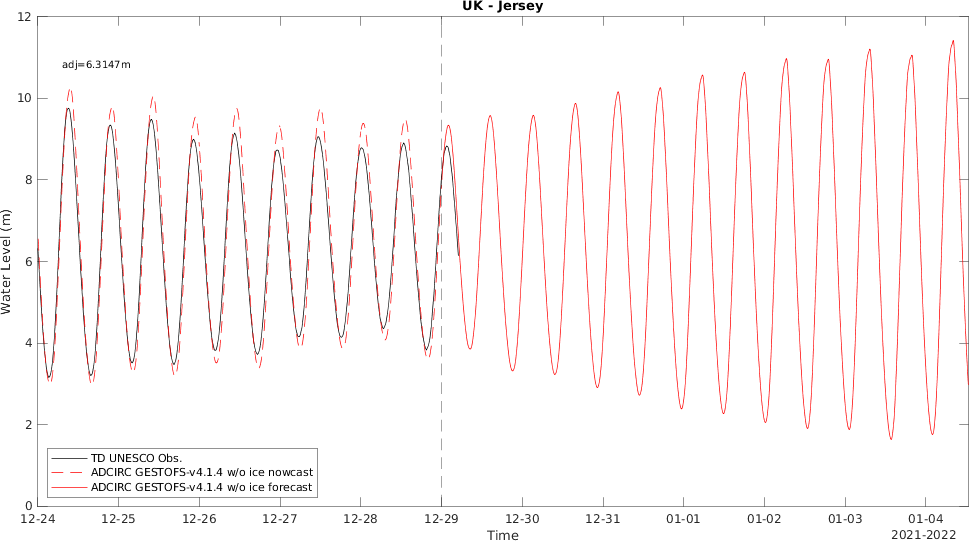 UK - Jersey
12
adj=6.3147m
10
8
6
4
2
0
Water Level (m)
TD UNESCO Obs.
ADCIRC GESTOFS-v4.1.4 w/o ice nowcast
ADCIRC GESTOFS-v4.1.4 w/o ice forecast
12-24 12-25 12-26 12-27 12-28 12-29 12-30 12-31 01-01 01-02 01-03 01-04
Time
2021-2022